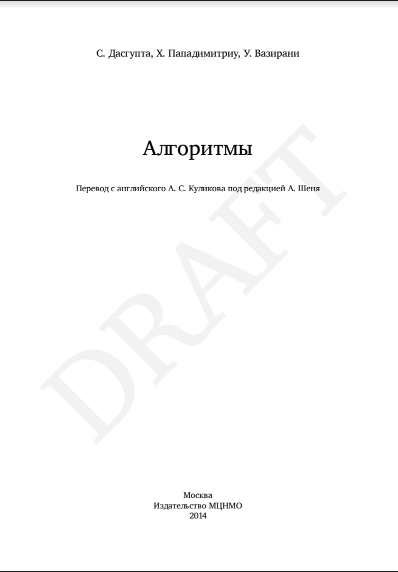 С. Дасгупта, Х. Пападимитриу, У. Вазирани
Алгоритмы
Перевод с английского А. С. Куликова под редакцией А. Шеня
DRAFT
Москва
Издательство МЦНМО
2014